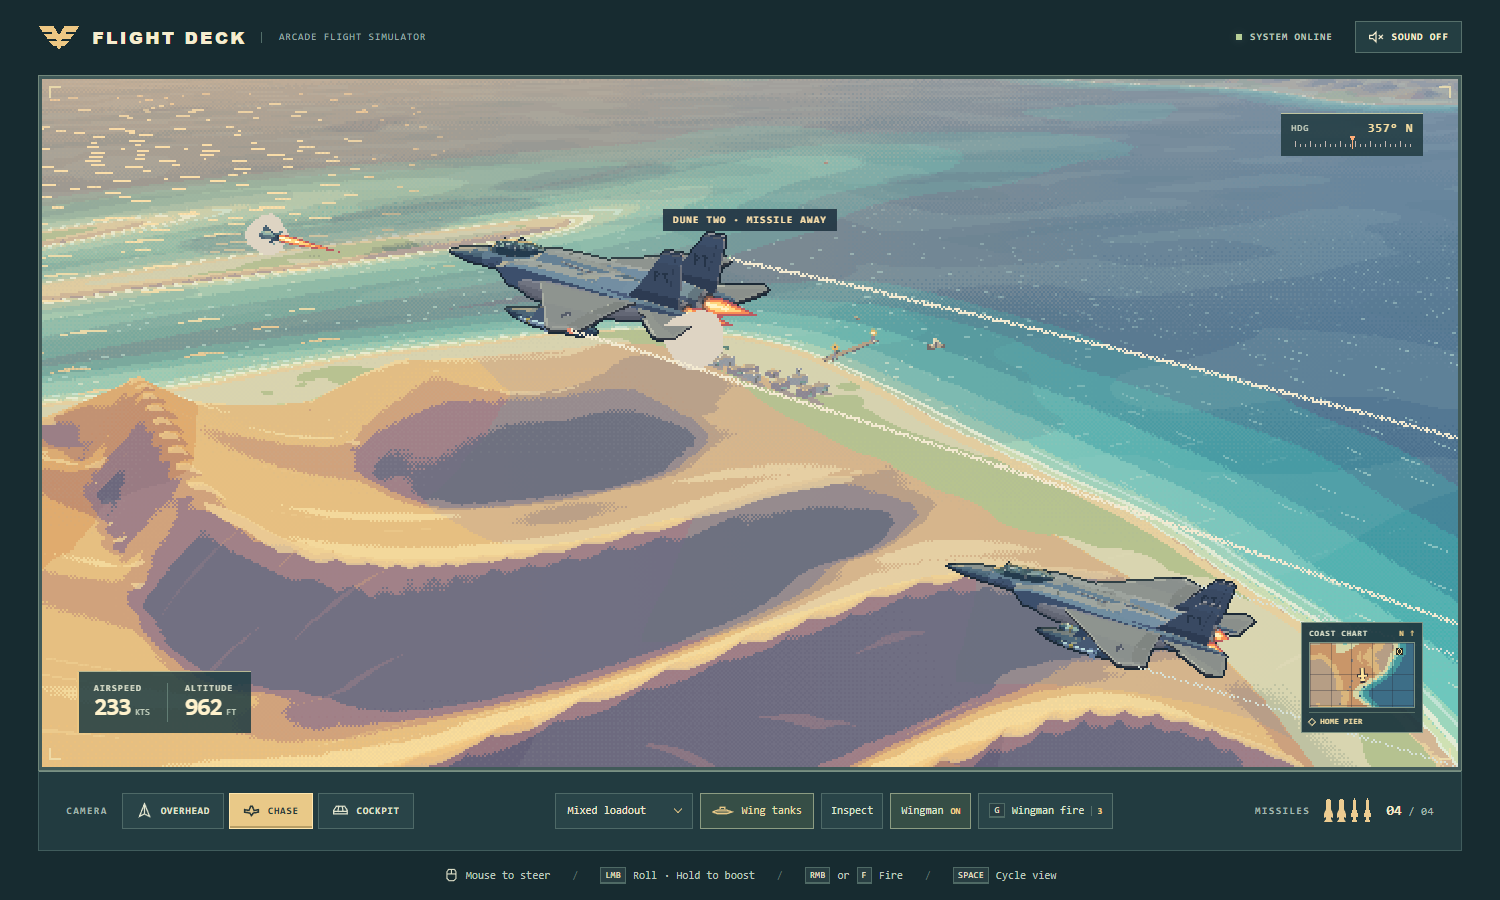 FLIGHT DECK
ARCADE FLIGHT SIMULATOR
SYSTEM ONLINE
SOUND OFF
HDG 357° N
DUNE TWO · MISSILE AWAY
AIRSPEED
233 KTS
ALTITUDE
962 FT
COAST CHART N ↑
HOME PIER
CAMERA
OVERHEAD
CHASE
COCKPIT
Mixed loadout
Wing tanks
Inspect
Wingman ON
G Wingman fire 3
MISSILES
04 / 04
Mouse to steer / LMB Roll · Hold to boost / RMB or F Fire / SPACE Cycle view